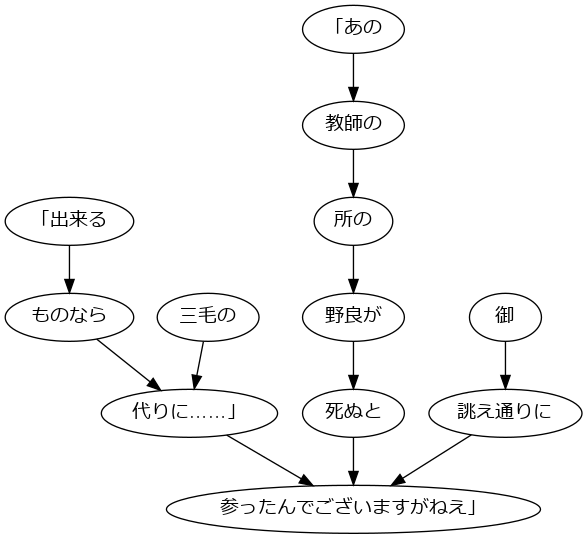 「あの
教師の
「出来る
所の
ものなら
三毛の
野良が
御
代りに……」
死ぬと
誂え通りに
参ったんでございますがねえ」